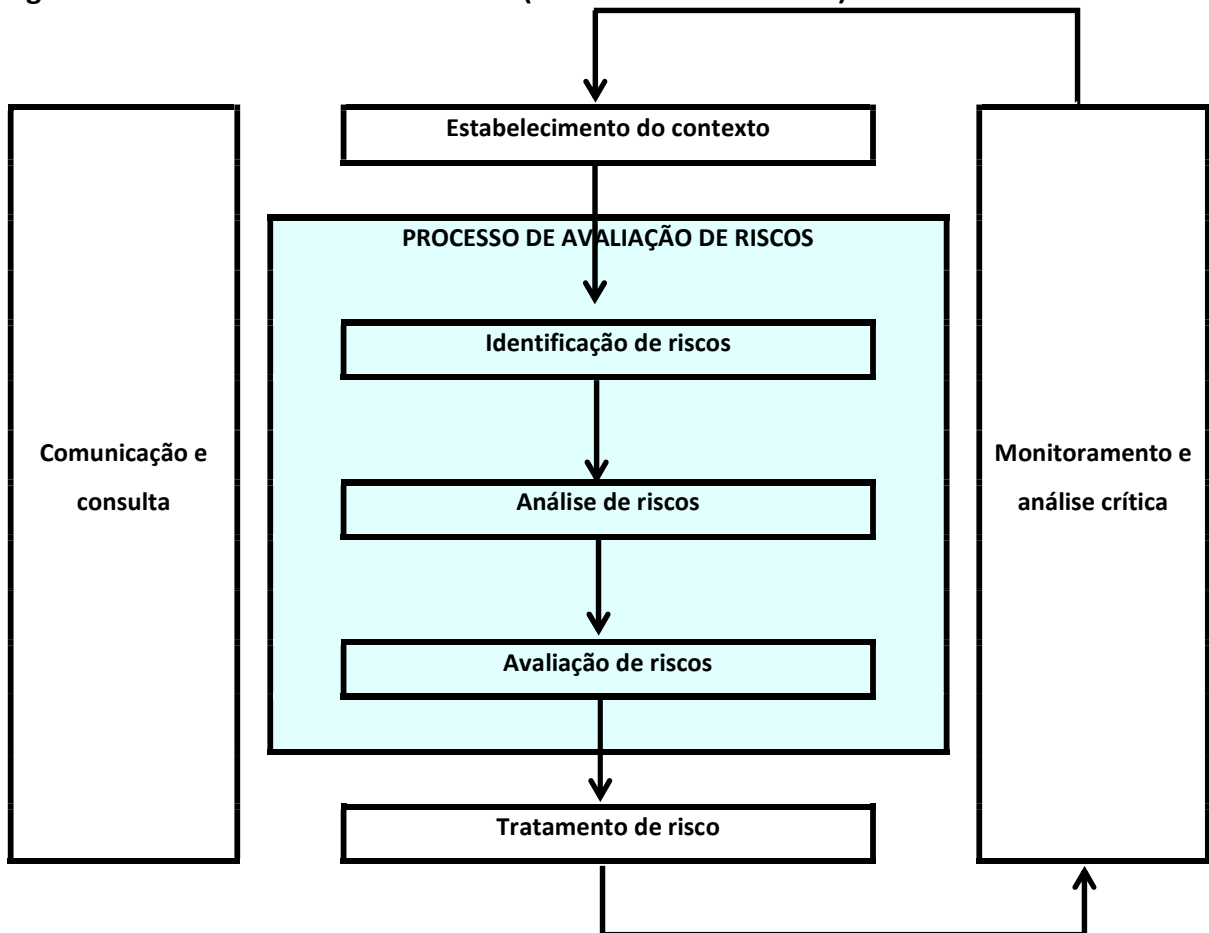 Estabelecimento do contexto
PROCESSO DE AVALIAÇÃO DE RISCOS
Identificação de riscos
Comunicação e
consulta
Análise de riscos
Monitoramento e
análise crítica
Avaliação de riscos
Tratamento de risco